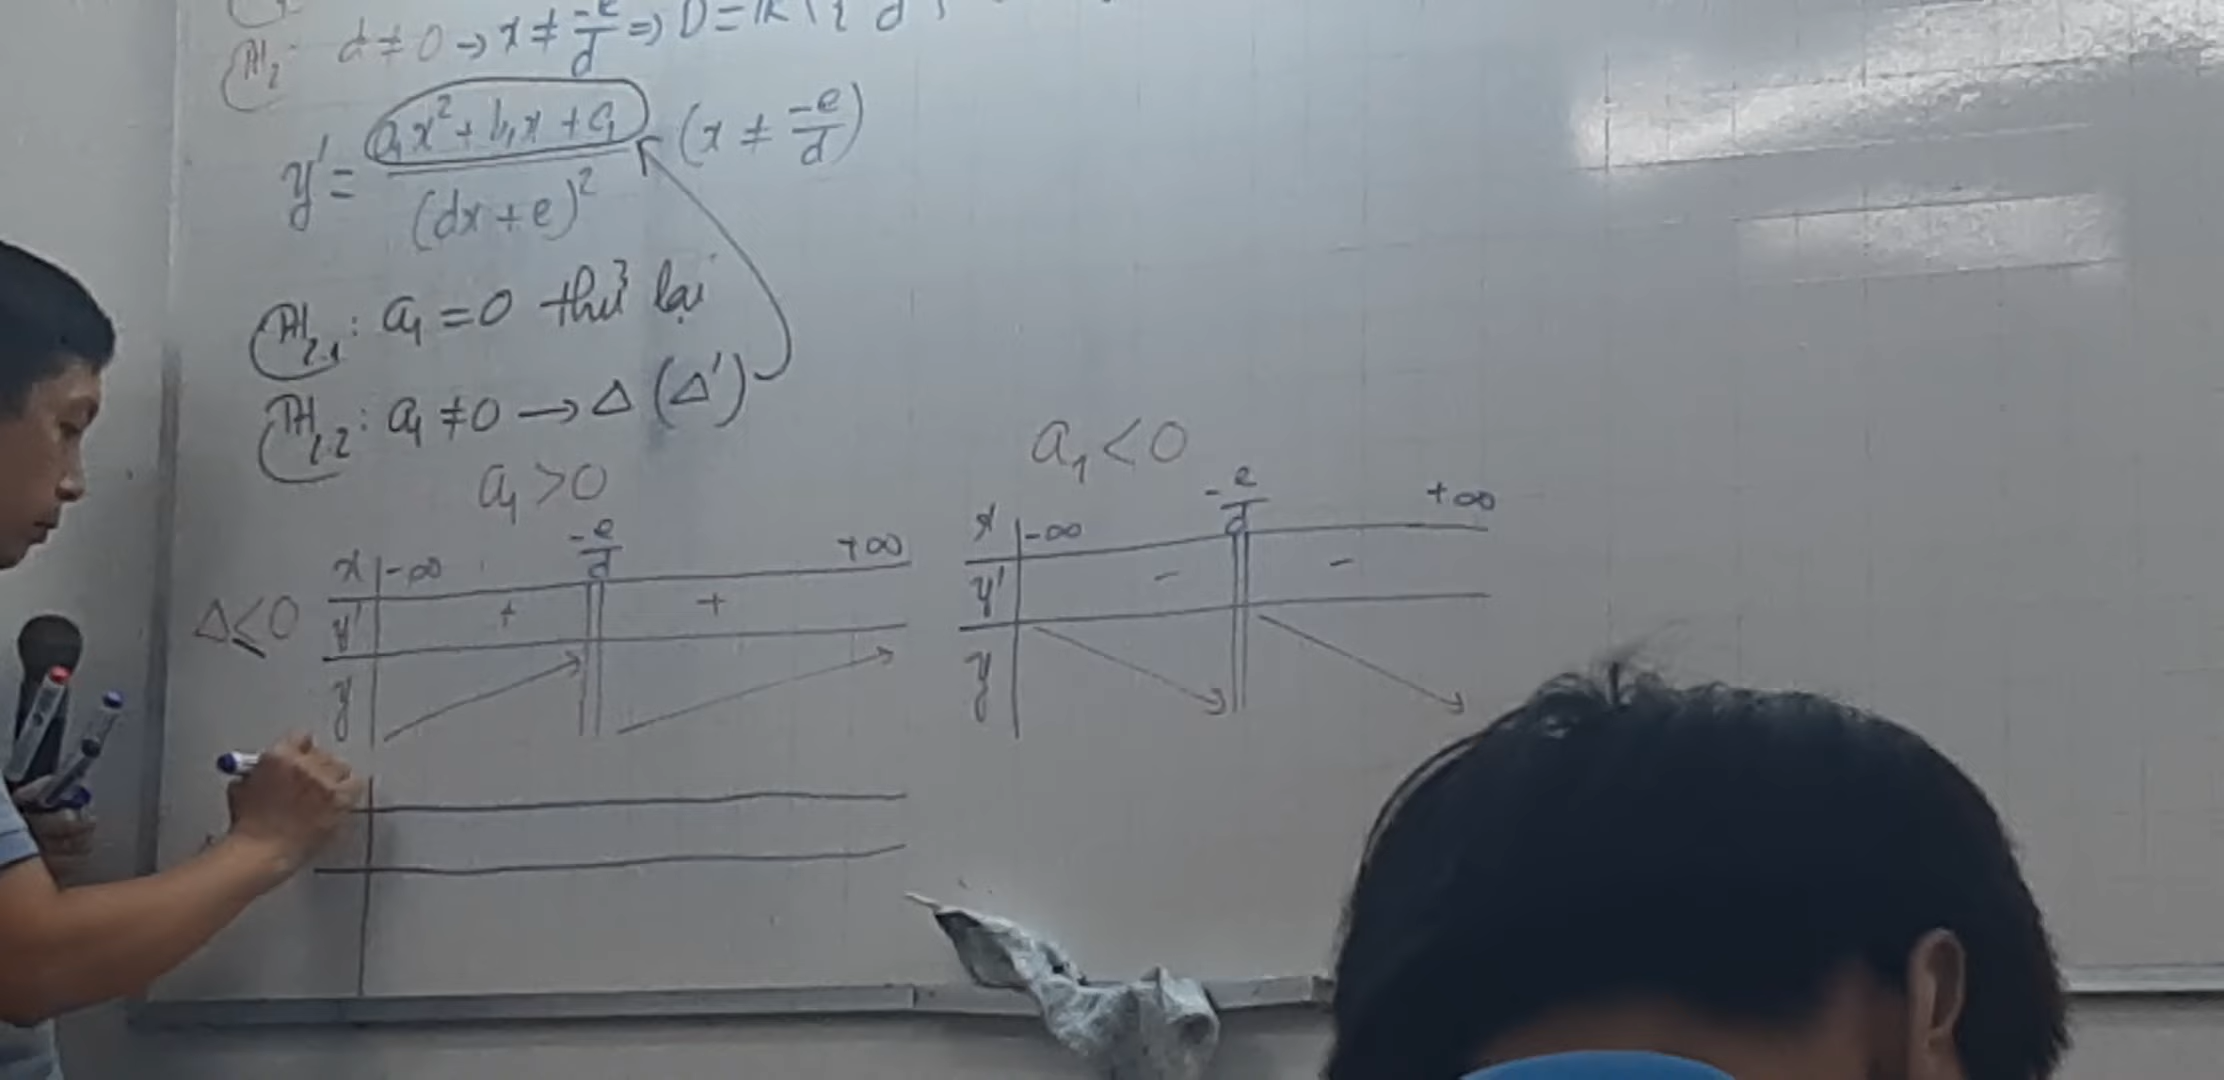 TH2: d ≠ 0 → x ≠ -e/d ⇒ D = ℝ \ {
y' = (a₁x² + b₁x + c₁)/(dx + e)² (x ≠ -e/d)
TH2.1: a₁ = 0 thử lại
TH2.2: a₁ ≠ 0 → Δ (Δ')
a₁ > 0
a₁ < 0
Δ ≤ 0
x | -∞ -e/d +∞
y' | + || +
y | ↗ || ↗
x | -∞ -e/d +∞
y' | - || -
y | ↘ || ↘